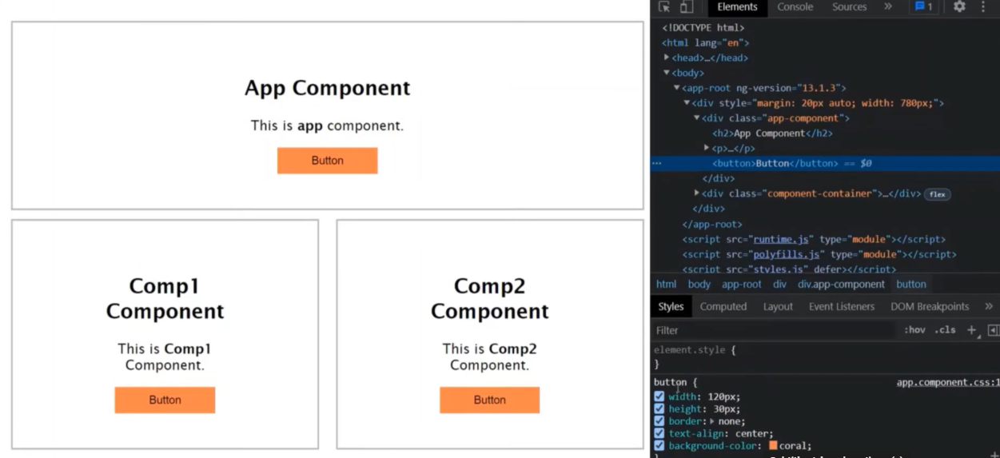 App Component
This is app component.
Button
Comp1
Component
This is Comp1
Component.
Button
Comp2
Component
This is Comp2
Component.
Button
Elements Console Sources » 1
<!DOCTYPE html>
<html lang="en">
<head>…</head>
<body>
<app-root ng-version="13.1.3">
<div style="margin: 20px auto; width: 780px;">
<div class="app-component">
<h2>App Component</h2>
<p>…</p>
<button>Button</button> == $0
</div>
<div class="component-container">…</div> flex
</div>
</app-root>
<script src="runtime.js" type="module"></script>
<script src="polyfills.js" type="module"></script>
<script src="styles.js" defer></script>
html body app-root div div.app-component button
Styles Computed Layout Event Listeners DOM Breakpoints »
Filter :hov .cls +
element.style {
}
button { app.component.css:1
width: 120px;
height: 30px;
border: none;
text-align: center;
background-color: coral;